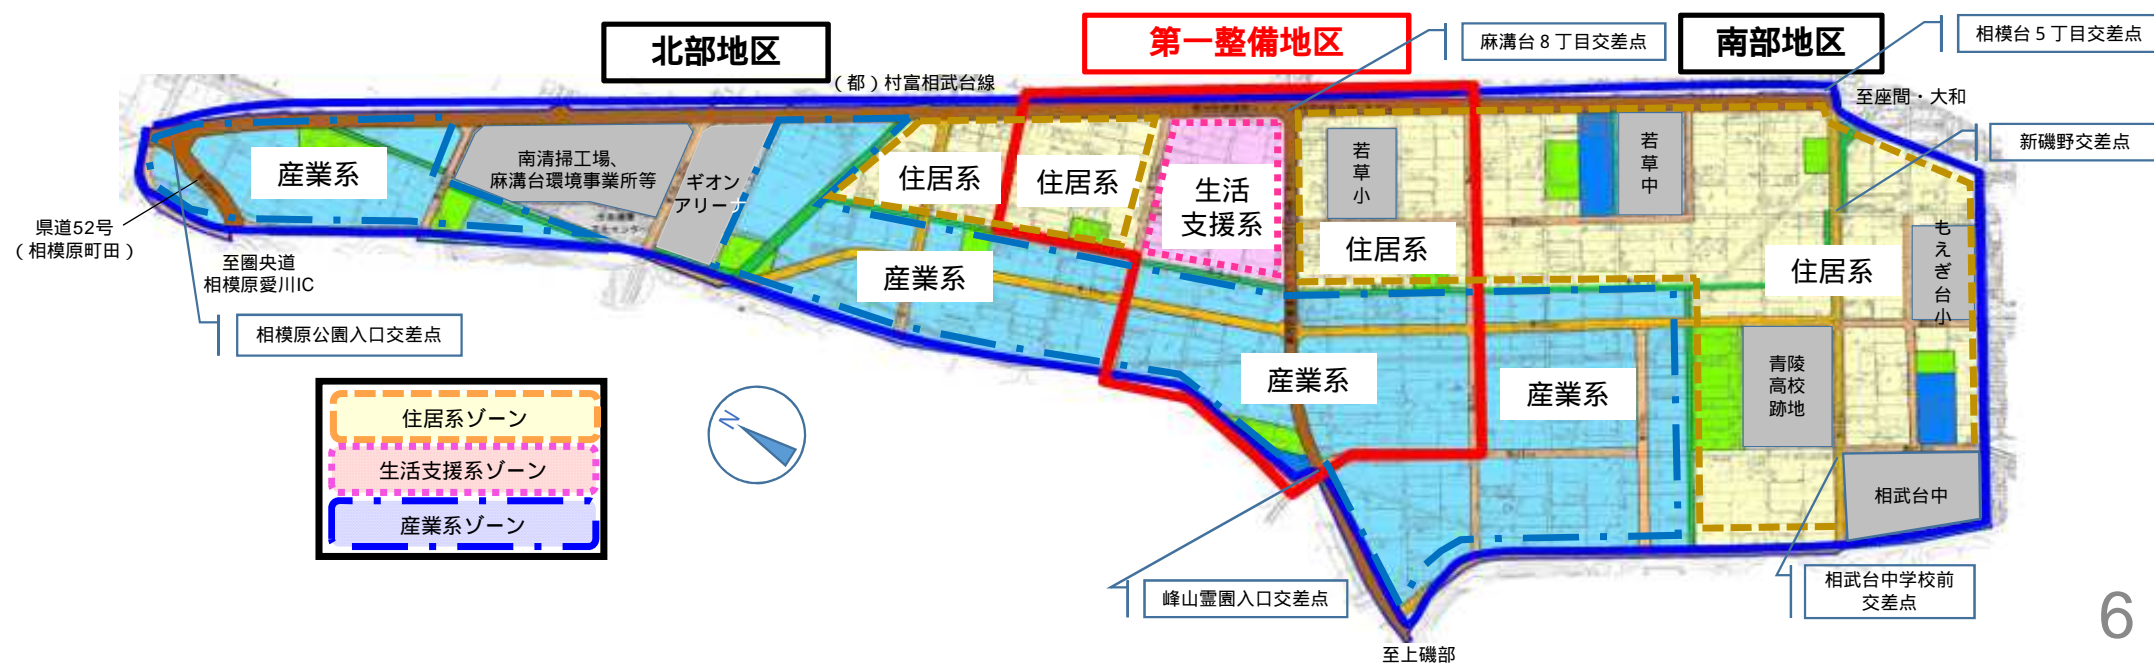 北部地区
第一整備地区
南部地区
麻溝台8丁目交差点
相模台5丁目交差点
(都)村富相武台線
至座間・大和
新磯野交差点
産業系
南清掃工場、
麻溝台環境事業所等
ギオン
アリーナ
住居系
住居系
生活
支援系
若草小
若草中
住居系
住居系
もえぎ台小
県道52号
(相模原町田)
至圏央道
相模原愛川IC
相模原公園入口交差点
産業系
産業系
産業系
青陵
高校
跡地
相武台中
住居系ゾーン
生活支援系ゾーン
産業系ゾーン
N
峰山霊園入口交差点
相武台中学校前
交差点
至上磯部
6